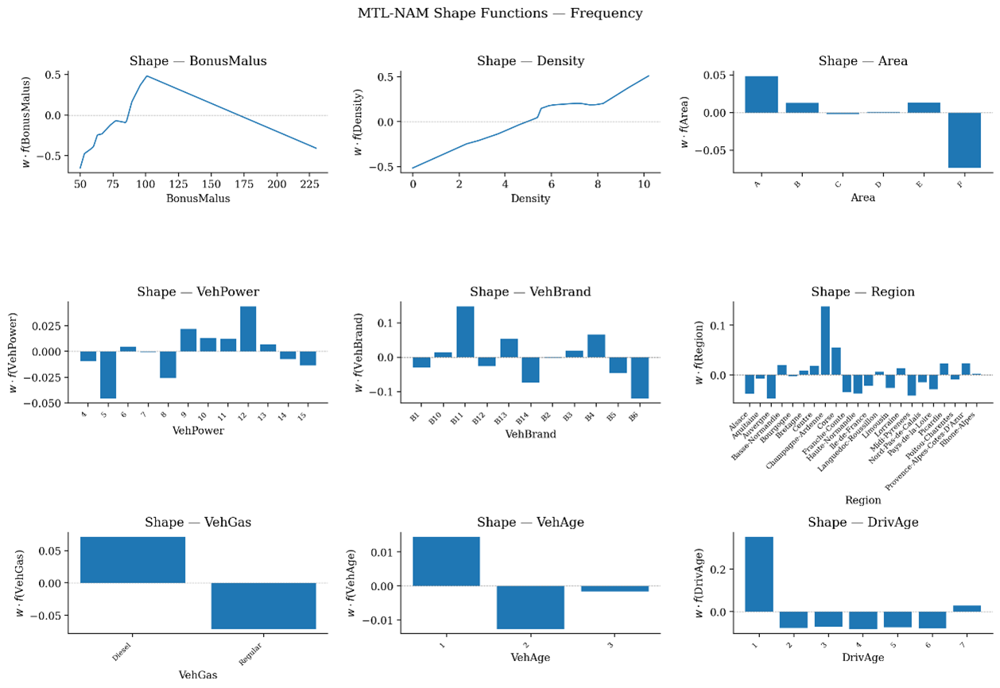 MTL-NAM Shape Functions — Frequency
Shape — BonusMalus
0.5
0.0
−0.5
w · f(BonusMalus)
50 75 100 125 150 175 200 225
BonusMalus
Shape — Density
0.5
0.0
−0.5
w · f(Density)
0 2 4 6 8 10
Density
Shape — Area
0.05
0.00
−0.05
w · f(Area)
A B C D E F
Area
Shape — VehPower
0.025
0.000
−0.025
−0.050
w · f(VehPower)
4 5 6 7 8 9 10 11 12 13 14 15
VehPower
Shape — VehBrand
0.1
0.0
−0.1
w · f(VehBrand)
B1 B10 B11 B12 B13 B14 B2 B3 B4 B5 B6
VehBrand
Shape — Region
0.1
0.0
w · f(Region)
Alsace
Aquitaine
Auvergne
Basse-Normandie
Bourgogne
Bretagne
Centre
Champagne-Ardenne
Corse
Franche-Comte
Haute-Normandie
Ile-de-France
Languedoc-Roussillon
Limousin
Lorraine
Midi-Pyrenees
Nord-Pas-de-Calais
Pays-de-la-Loire
Picardie
Poitou-Charentes
Provence-Alpes-Cotes D'Azur
Rhone-Alpes
Region
Shape — VehGas
0.05
0.00
−0.05
w · f(VehGas)
Diesel Regular
VehGas
Shape — VehAge
0.01
0.00
−0.01
w · f(VehAge)
1 2 3
VehAge
Shape — DrivAge
0.2
0.0
w · f(DrivAge)
1 2 3 4 5 6 7
DrivAge